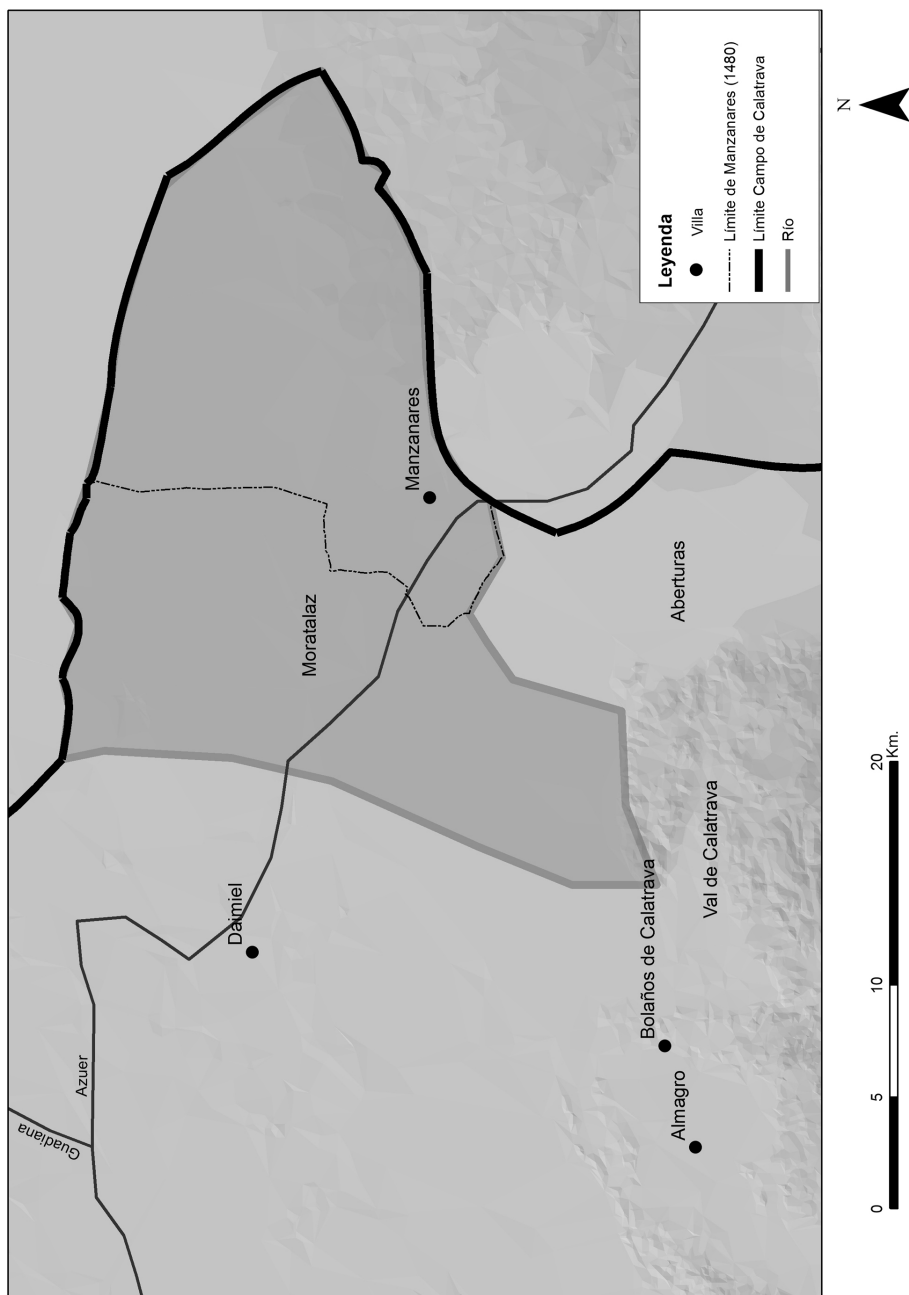 Guadiana
Azuer
Daimiel
Moratalaz
Manzanares
Bolaños de Calatrava
Almagro
Val de Calatrava
Aberturas
Leyenda
Villa
Límite de Manzanares (1480)
Límite Campo de Calatrava
Río
N
0 5 10 20
Km.